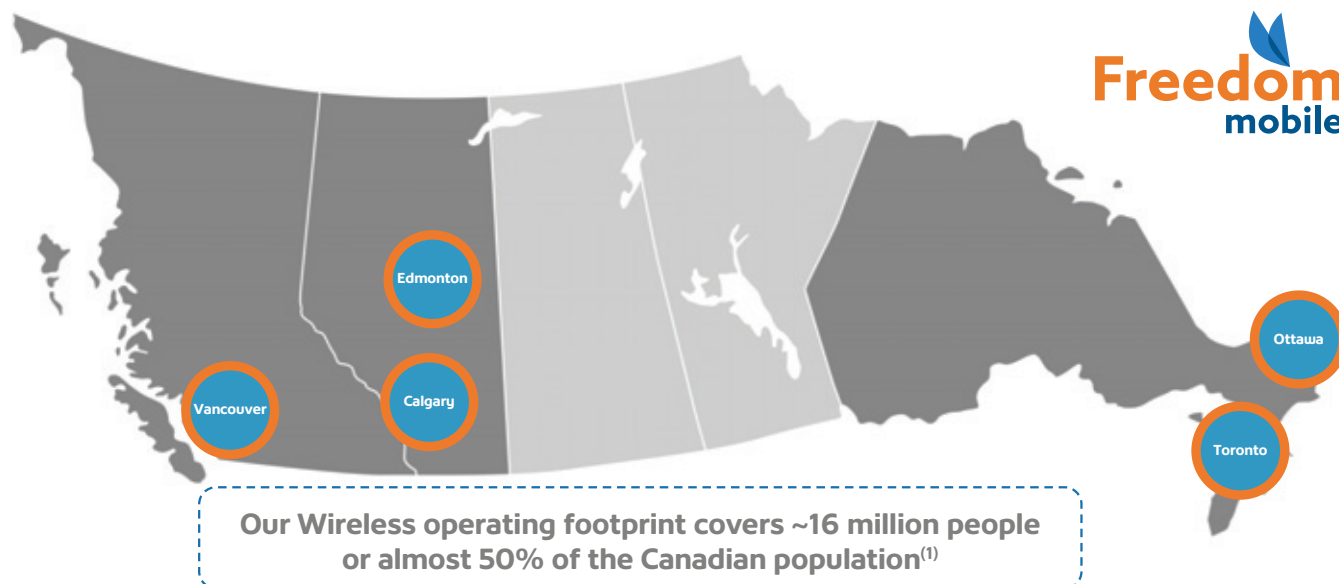 Freedom
mobile
Edmonton
Ottawa
Vancouver
Calgary
Toronto
Our Wireless operating footprint covers ~16 million people
or almost 50% of the Canadian population(1)